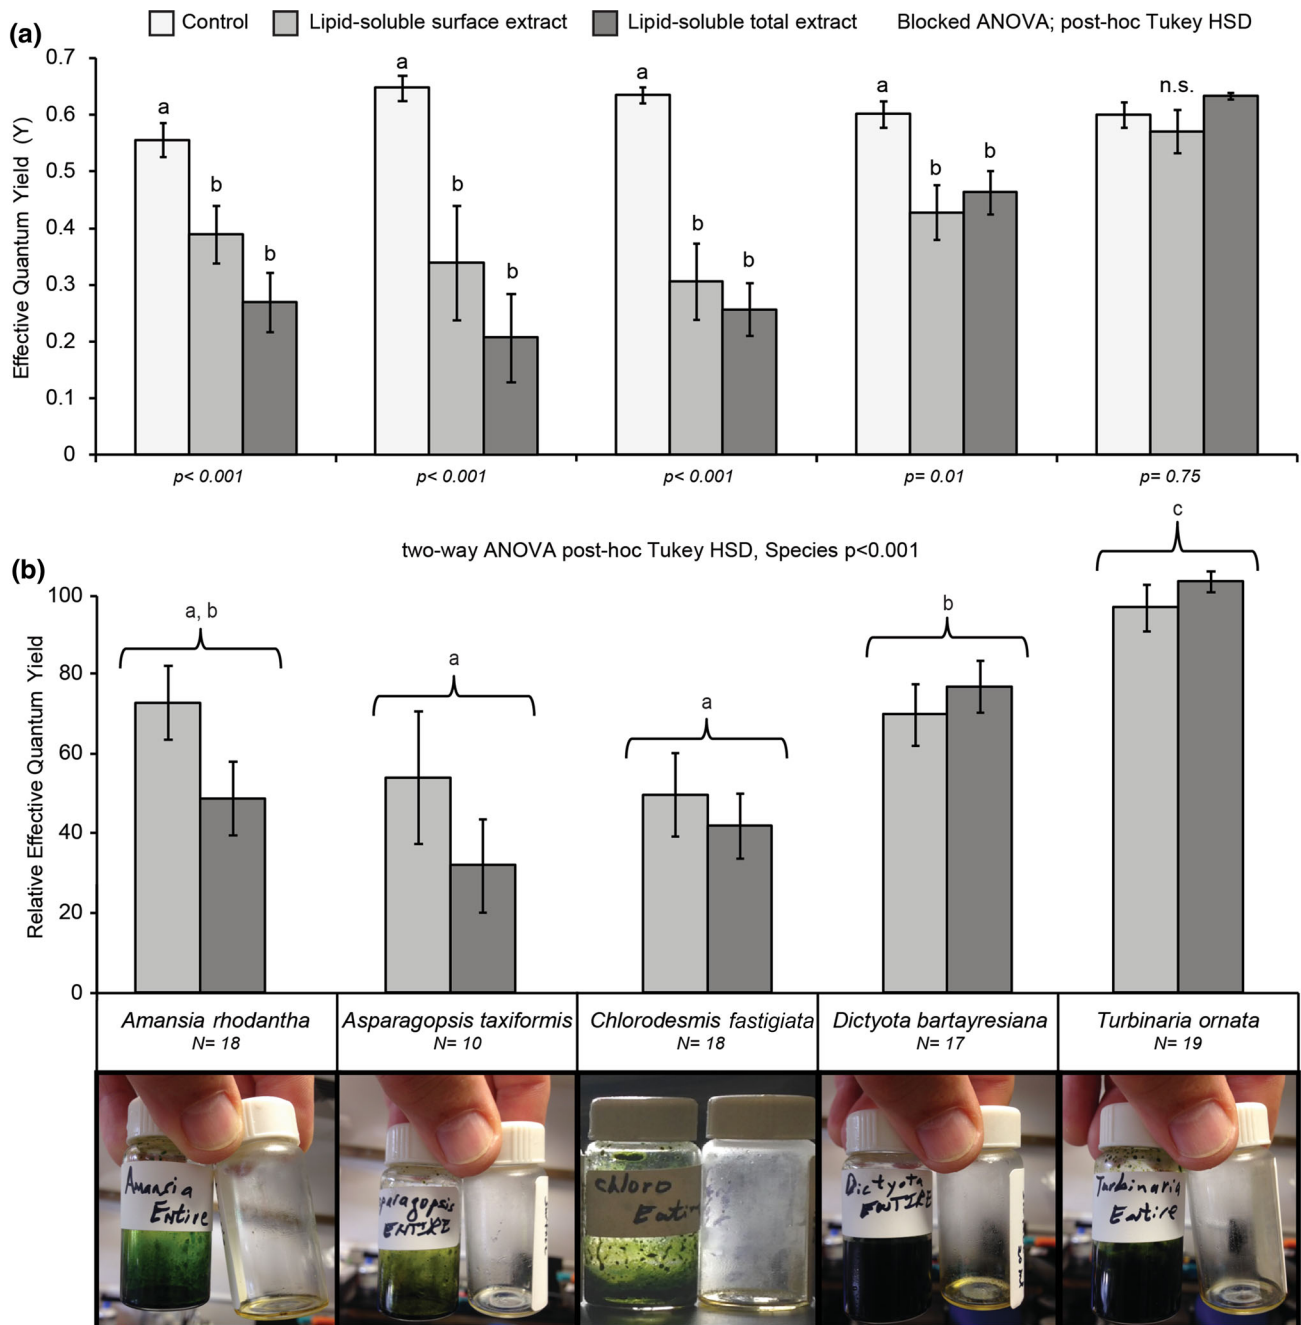 (a)
Control Lipid-soluble surface extract Lipid-soluble total extract Blocked ANOVA; post-hoc Tukey HSD
Effective Quantum Yield (Y)
0.7
0.6
0.5
0.4
0.3
0.2
0.1
0
a b b
a b b
a b b
a b b
n.s.
p< 0.001 p< 0.001 p< 0.001 p= 0.01 p= 0.75
(b)
two-way ANOVA post-hoc Tukey HSD, Species p<0.001
Relative Effective Quantum Yield
100
80
60
40
20
0
a, b a a b c
Amansia rhodantha Asparagopsis taxiformis Chlorodesmis fastigiata Dictyota bartayresiana Turbinaria ornata
N= 18 N= 10 N= 18 N= 17 N= 19
Amansia
Entire
paragopsis
ENTIRE
Chloro
Entir
Dictyota
ENTIRE
Turbinaria
Entire